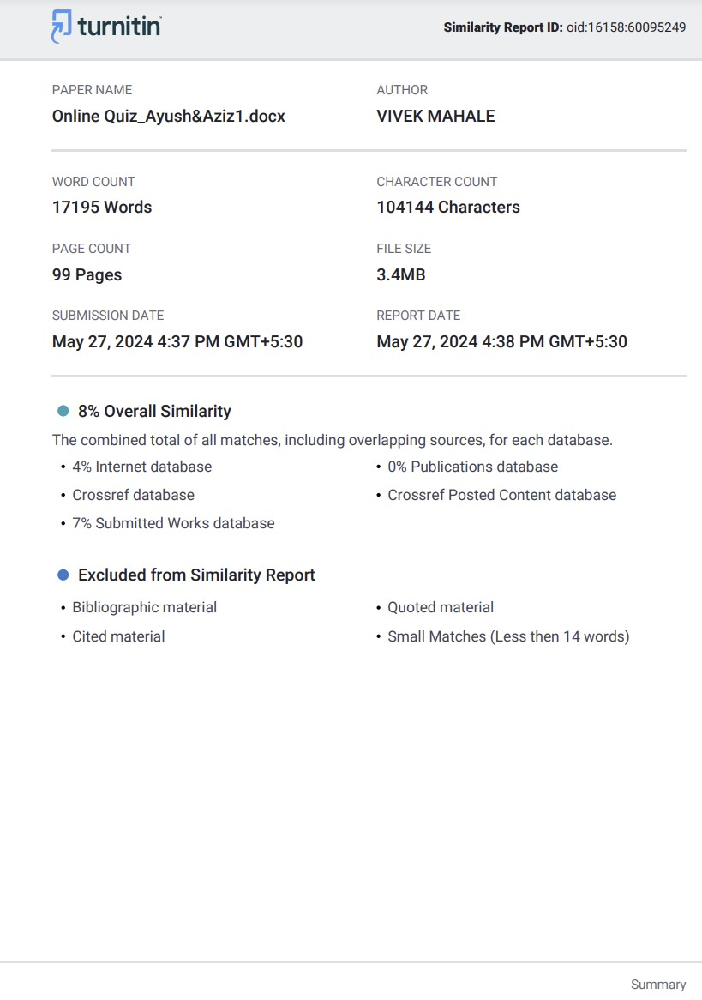 turnitin
Similarity Report ID: oid:16158:60095249
PAPER NAME
AUTHOR
Online Quiz_Ayush&Aziz1.docx
VIVEK MAHALE
WORD COUNT
CHARACTER COUNT
17195 Words
104144 Characters
PAGE COUNT
FILE SIZE
99 Pages
3.4MB
SUBMISSION DATE
REPORT DATE
May 27, 2024 4:37 PM GMT+5:30
May 27, 2024 4:38 PM GMT+5:30
8% Overall Similarity
The combined total of all matches, including overlapping sources, for each database.
• 4% Internet database
• 0% Publications database
• Crossref database
• Crossref Posted Content database
• 7% Submitted Works database
Excluded from Similarity Report
• Bibliographic material
• Quoted material
• Cited material
• Small Matches (Less then 14 words)
Summary